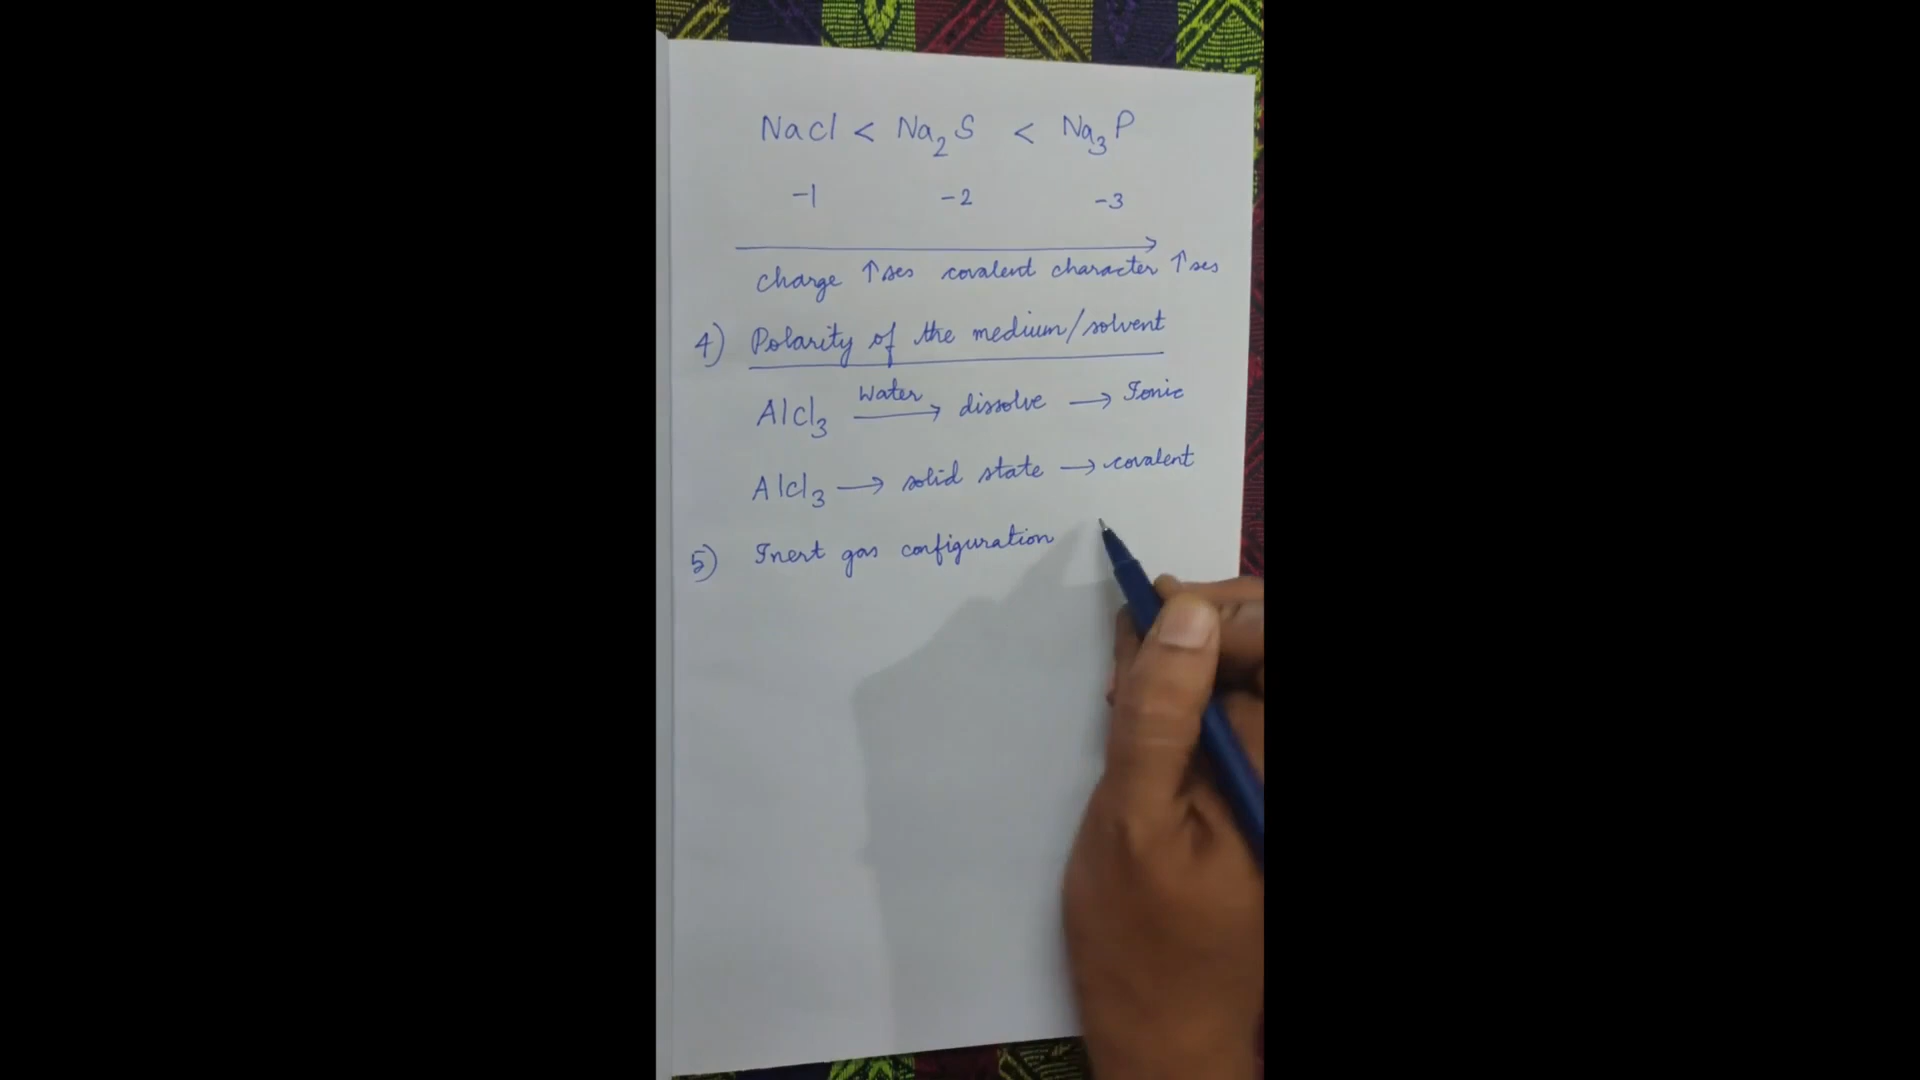 NaCl < Na₂S < Na₃P
-1 -2 -3
Charge ↑ses covalent character ↑ses
4) Polarity of the medium/solvent
AlCl₃ Water → dissolve → Ionic
AlCl₃ → solid state → covalent
5) Inert gas configuration